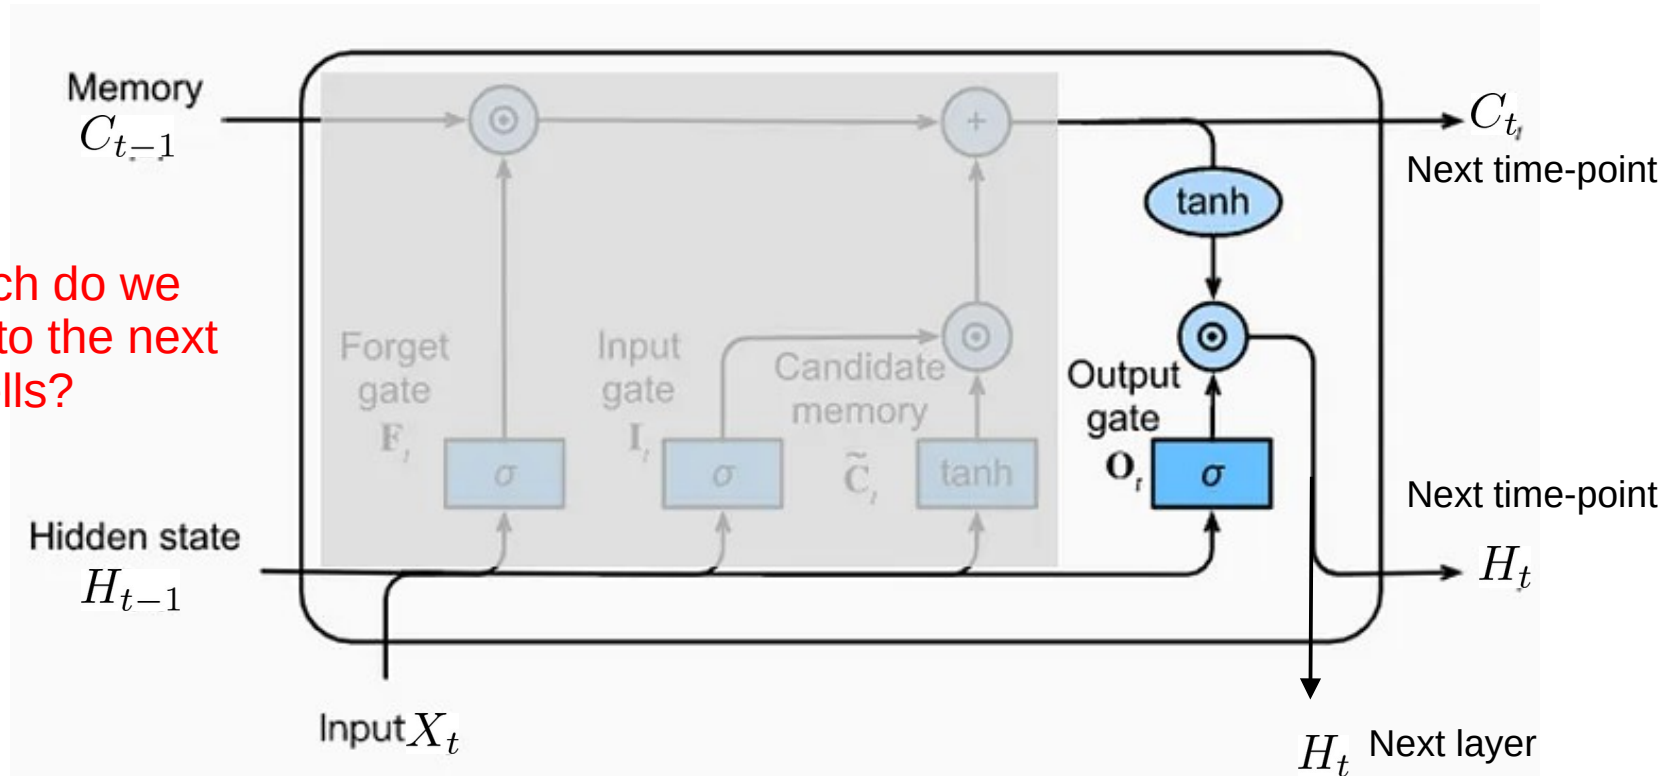 Memory
C_{t-1}
tanh
C_t
Next time-point
ch do we
to the next
lls?
Forget
gate
F_t
σ
Input
gate
I_t
σ
Candidate
memory
C̃_t
tanh
Output
gate
O_t
σ
Next time-point
Hidden state
H_{t-1}
H_t
Input X_t
H_t Next layer